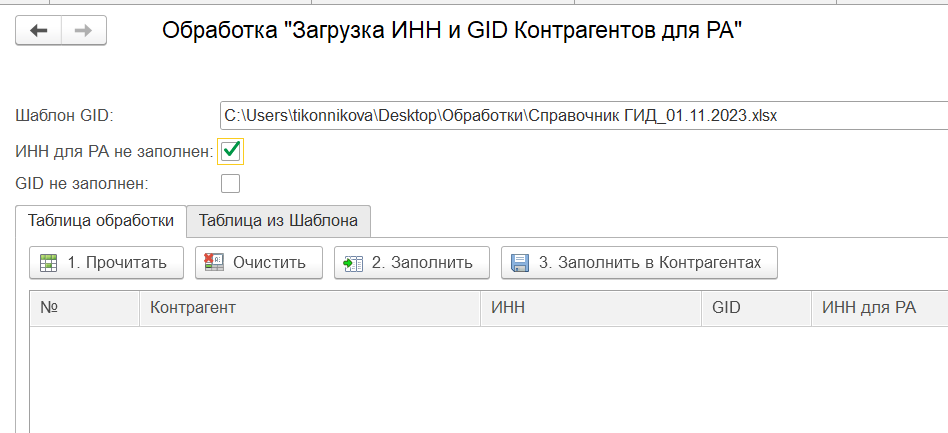 Обработка "Загрузка ИНН и GID Контрагентов для РА"
Шаблон GID: C:\Users\tikonnikova\Desktop\Обработки\Справочник ГИД_01.11.2023.xlsx
ИНН для РА не заполнен:
GID не заполнен:
Таблица обработки Таблица из Шаблона
1. Прочитать Очистить 2. Заполнить 3. Заполнить в Контрагентах
№ Контрагент ИНН GID ИНН для РА